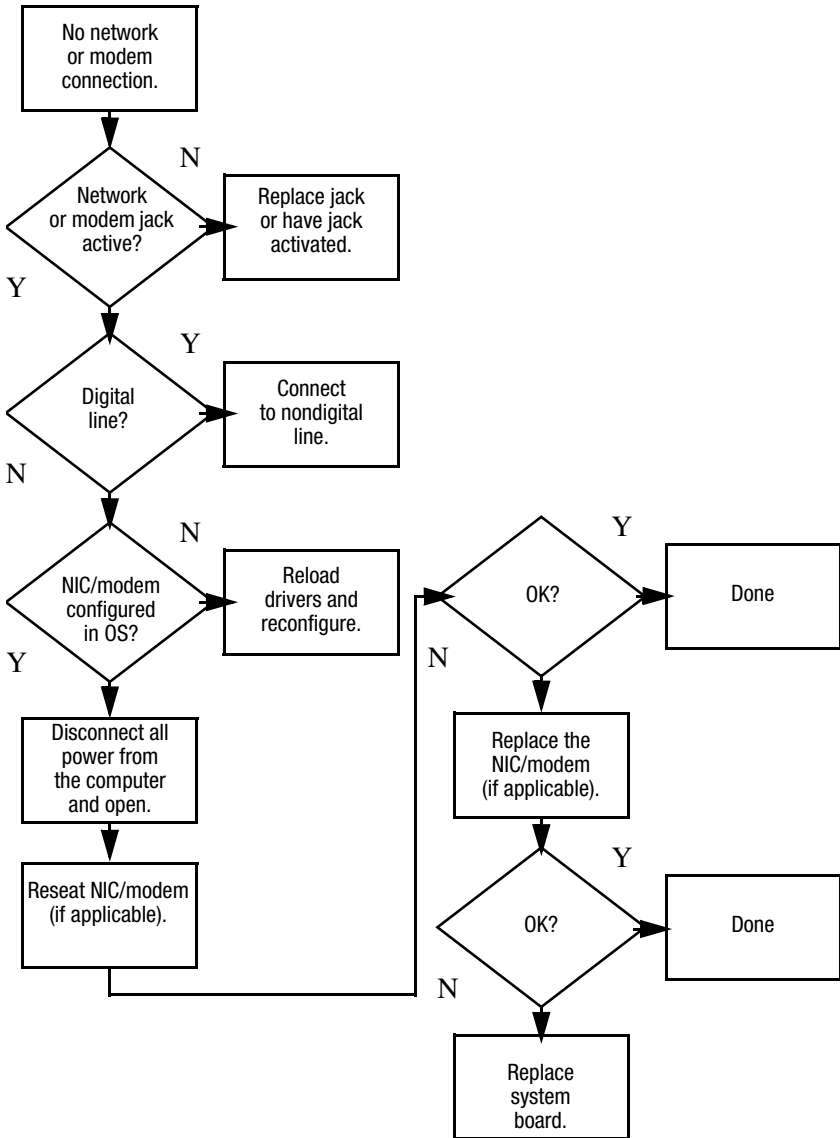 No network
or modem
connection.
N
Network
or modem jack
active?
Replace jack
or have jack
activated.
Y
Y
Digital
line?
Connect
to nondigital
line.
N
N
NIC/modem
configured
in OS?
Reload
drivers and
reconfigure.
Y
Disconnect all
power from
the computer
and open.
Reseat NIC/modem
(if applicable).
Y
OK?
Done
N
Replace the
NIC/modem
(if applicable).
Y
OK?
Done
N
Replace
system
board.